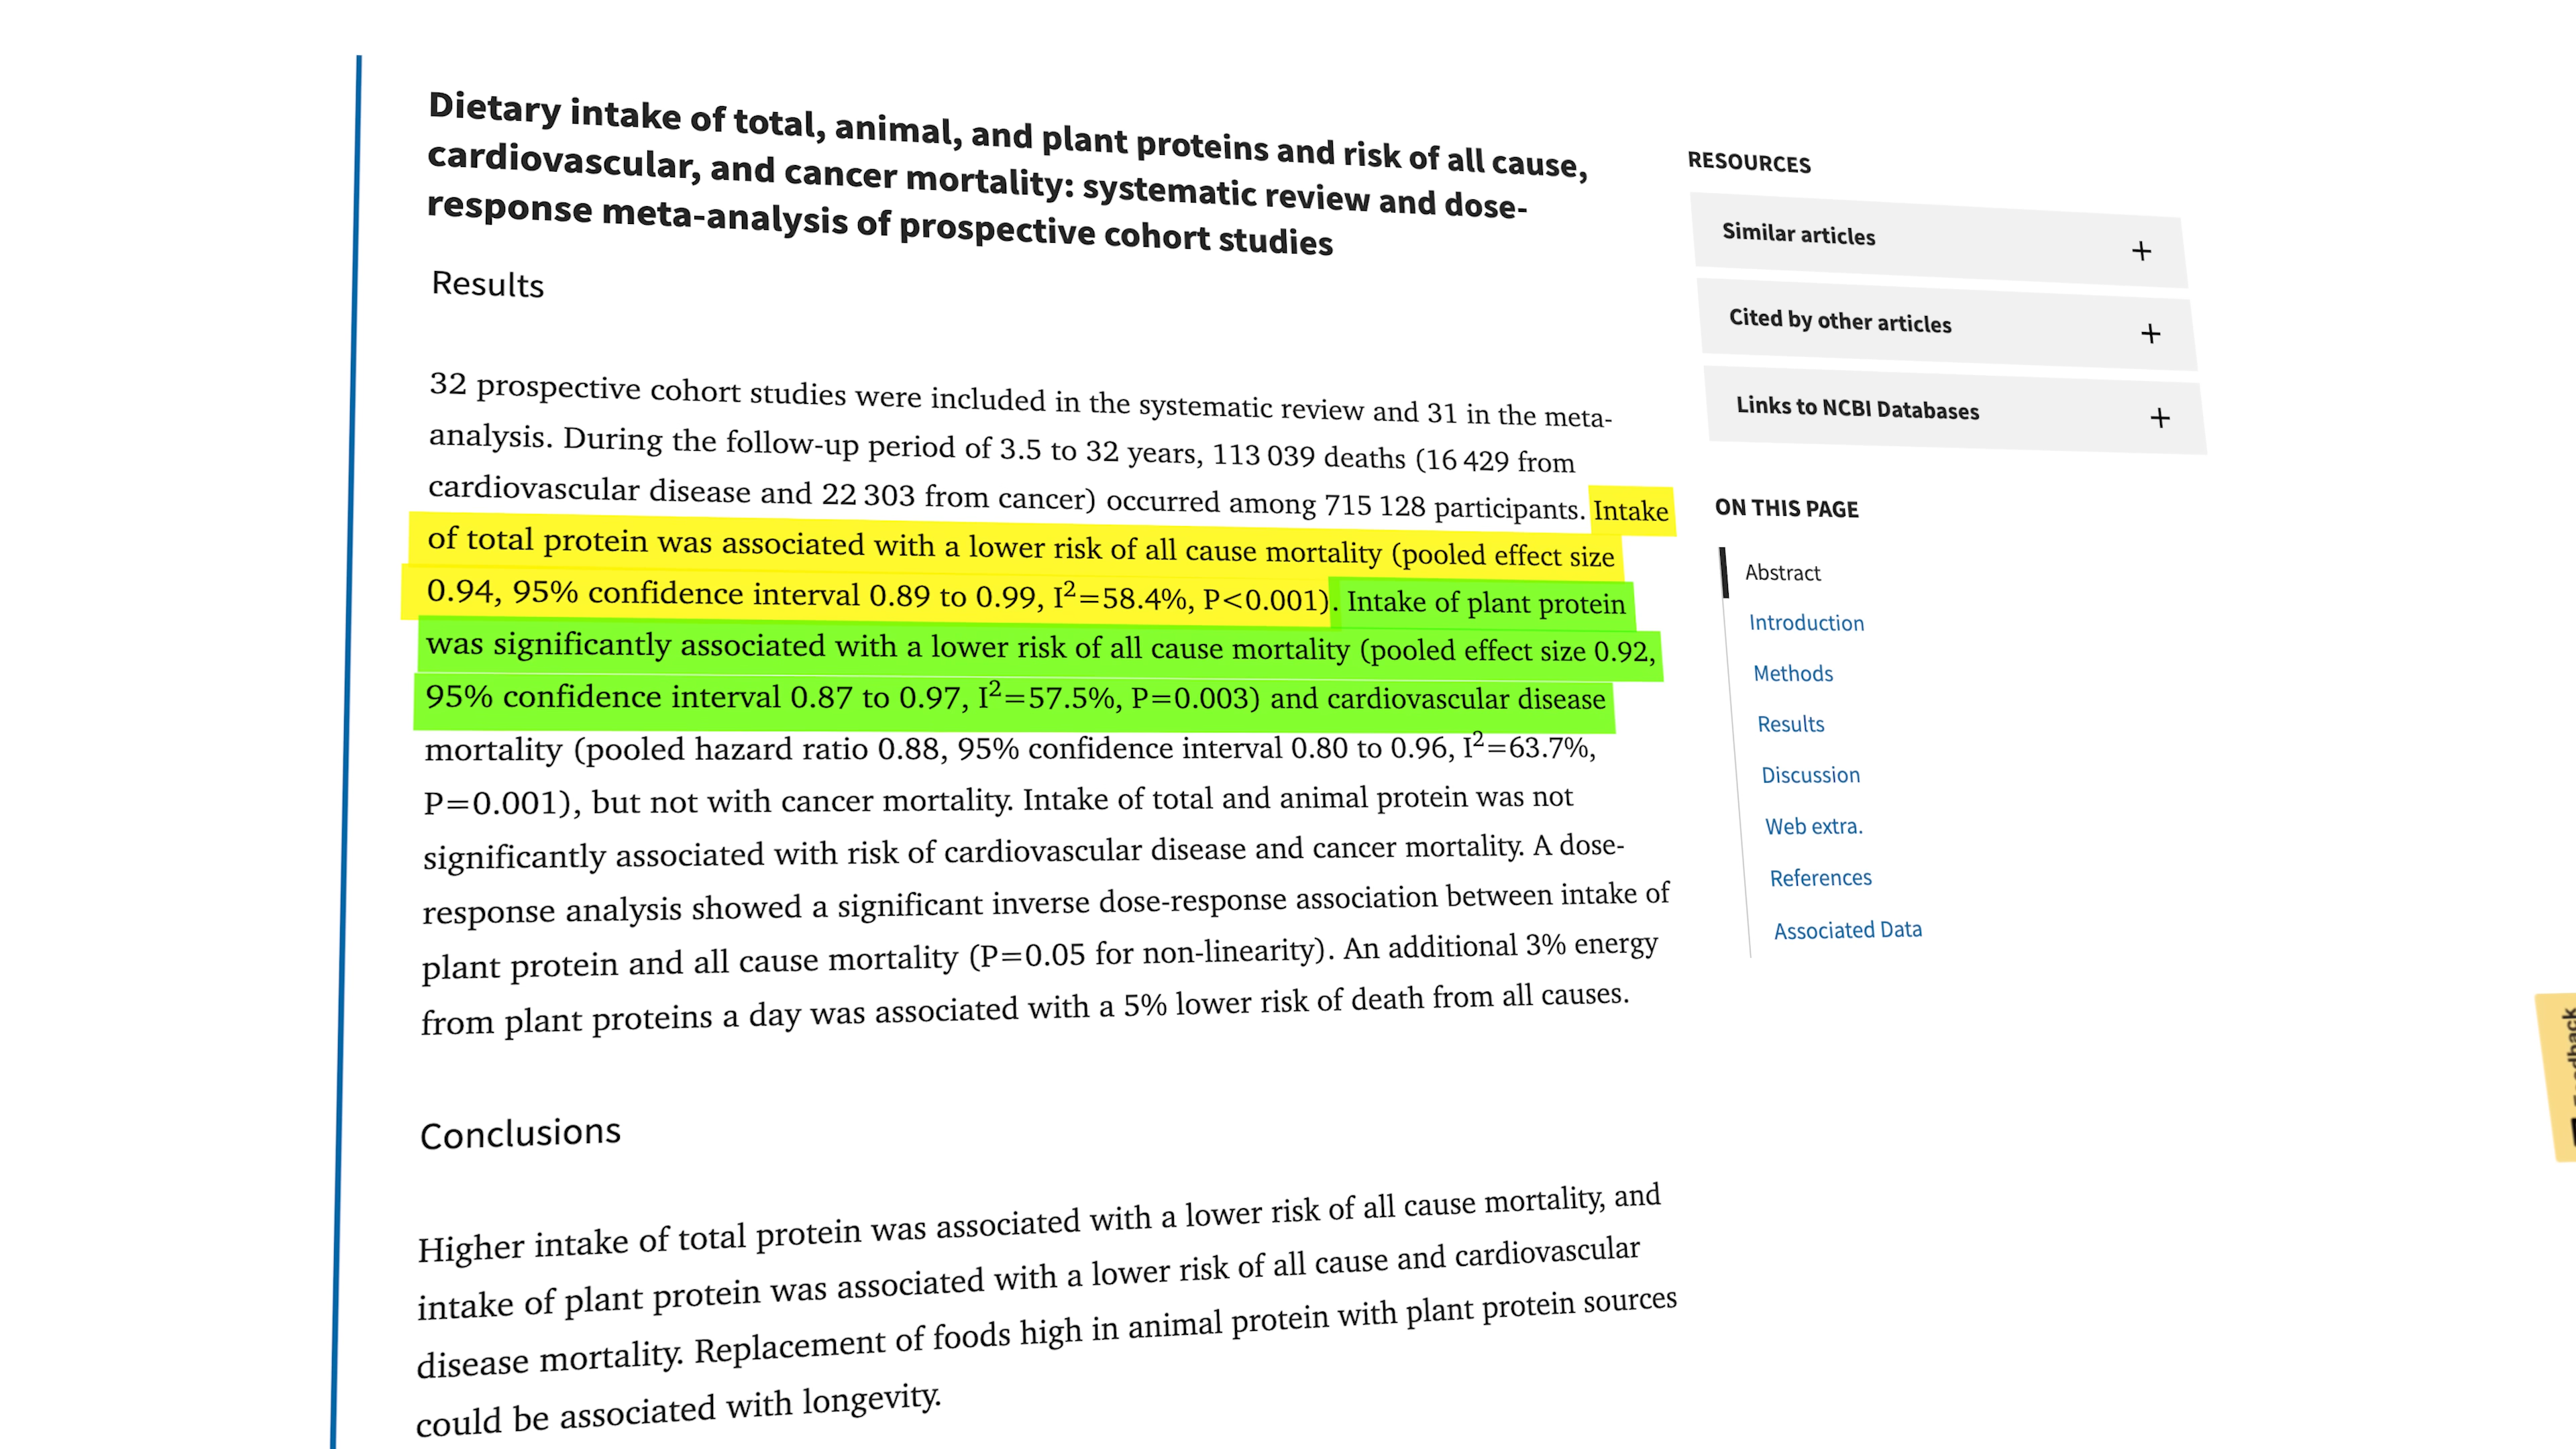 Dietary intake of total, animal, and plant proteins and risk of all cause,
cardiovascular, and cancer mortality: systematic review and dose-
response meta-analysis of prospective cohort studies
Results
32 prospective cohort studies were included in the systematic review and 31 in the meta-
analysis. During the follow-up period of 3.5 to 32 years, 113 039 deaths (16 429 from
cardiovascular disease and 22 303 from cancer) occurred among 715 128 participants. Intake
of total protein was associated with a lower risk of all cause mortality (pooled effect size
0.94, 95% confidence interval 0.89 to 0.99, I²=58.4%, P<0.001). Intake of plant protein
was significantly associated with a lower risk of all cause mortality (pooled effect size 0.92,
95% confidence interval 0.87 to 0.97, I²=57.5%, P=0.003) and cardiovascular disease
mortality (pooled hazard ratio 0.88, 95% confidence interval 0.80 to 0.96, I²=63.7%,
P=0.001), but not with cancer mortality. Intake of total and animal protein was not
significantly associated with risk of cardiovascular disease and cancer mortality. A dose-
response analysis showed a significant inverse dose-response association between intake of
plant protein and all cause mortality (P=0.05 for non-linearity). An additional 3% energy
from plant proteins a day was associated with a 5% lower risk of death from all causes.
Conclusions
Higher intake of total protein was associated with a lower risk of all cause mortality, and
intake of plant protein was associated with a lower risk of all cause and cardiovascular
disease mortality. Replacement of foods high in animal protein with plant protein sources
could be associated with longevity.
RESOURCES
Similar articles +
Cited by other articles +
Links to NCBI Databases +
ON THIS PAGE
Abstract
Introduction
Methods
Results
Discussion
Web extra.
References
Associated Data